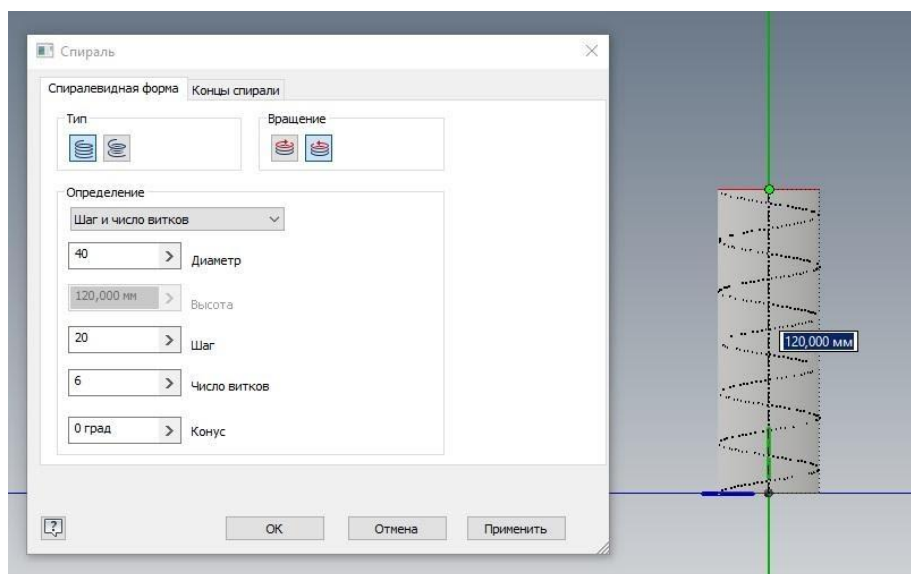 Спираль
Спиралевидная форма
Концы спирали
Тип
Вращение
Определение
Шаг и число витков
40
Диаметр
120,000 мм
Высота
20
Шаг
6
Число витков
0 град
Конус
ОК
Отмена
Применить
120,000 мм